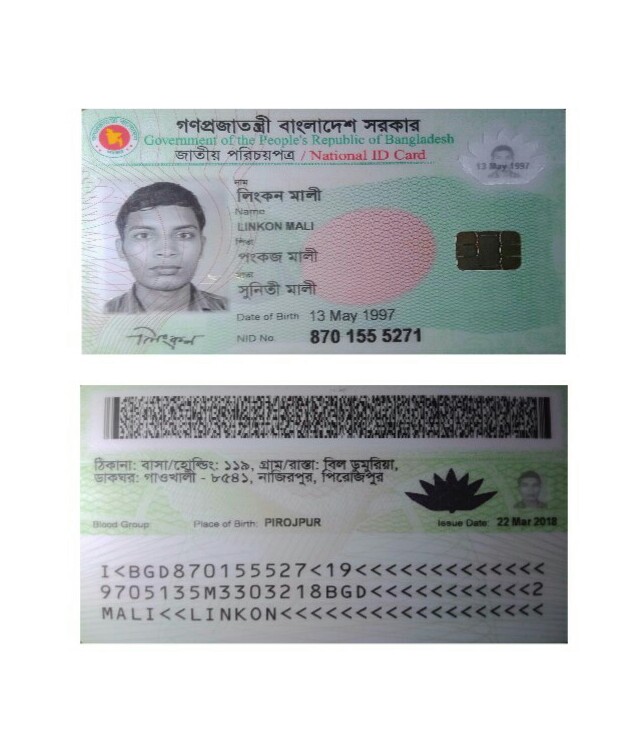 গণপ্রজাতন্ত্রী বাংলাদেশ সরকার
Government of the People's Republic of Bangladesh
জাতীয় পরিচয়পত্র / National ID Card
13 May 1997
নাম
লিংকন মালী
Name
LINKON MALI
পিতা
পংকজ মালী
মাতা
সুনিতী মালী
Date of Birth 13 May 1997
NID No. 870 155 5271
লিংকন
ঠিকানা: বাসা/হোল্ডিং: ১১৯, গ্রাম/রাস্তা: বিল ডুমুরিয়া,
ডাকঘর: গাওখালী - ৮৫৪১, নাজিরপুর, পিরোজপুর
Blood Group: Place of Birth: PIROJPUR Issue Date: 22 Mar 2018
I<BGD870155527<19<<<<<<<<<<<<<
9705135M3303218BGD<<<<<<<<<<<2
MALI<<LINKON<<<<<<<<<<<<<<<<<<